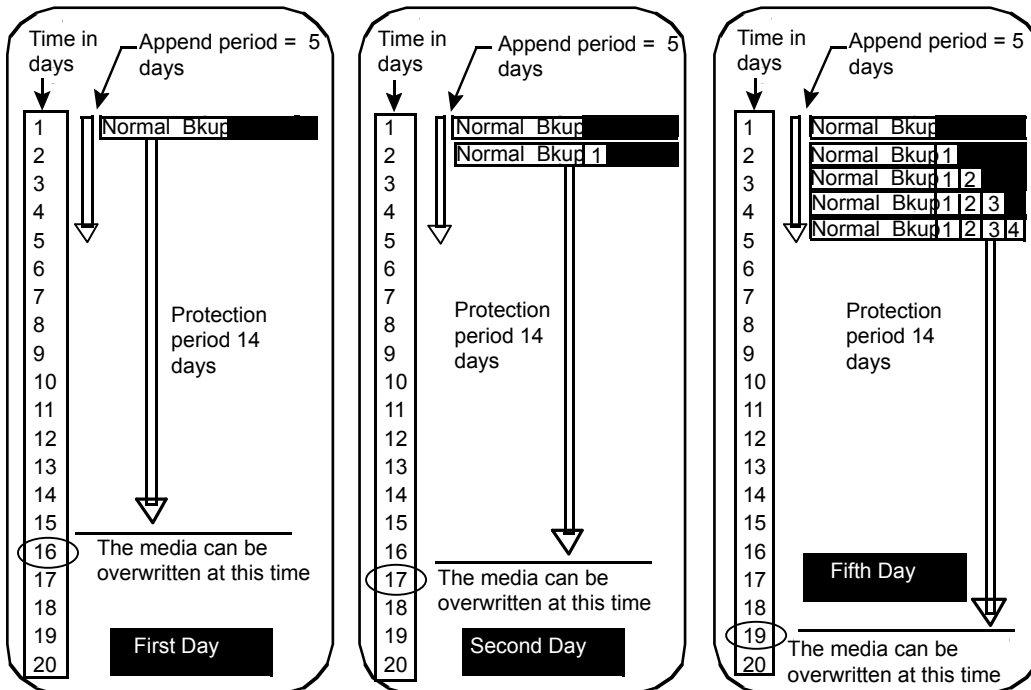 Time in
days
Append period = 5
days
1
2
3
4
5
6
7
8
9
10
11
12
13
14
15
16
17
18
19
20
Normal Bkup
Protection
period 14
days
The media can be
overwritten at this time
First Day
Time in
days
Append period = 5
days
1
2
3
4
5
6
7
8
9
10
11
12
13
14
15
16
17
18
19
20
Normal Bkup
Normal Bkup 1
Protection
period 14
days
The media can be
overwritten at this time
Second Day
Time in
days
Append period = 5
days
1
2
3
4
5
6
7
8
9
10
11
12
13
14
15
16
17
18
19
20
Normal Bkup
Normal Bkup 1
Normal Bkup 1 2
Normal Bkup 1 2 3
Normal Bkup 1 2 3 4
Protection
period 14
days
Fifth Day
The media can be
overwritten at this time